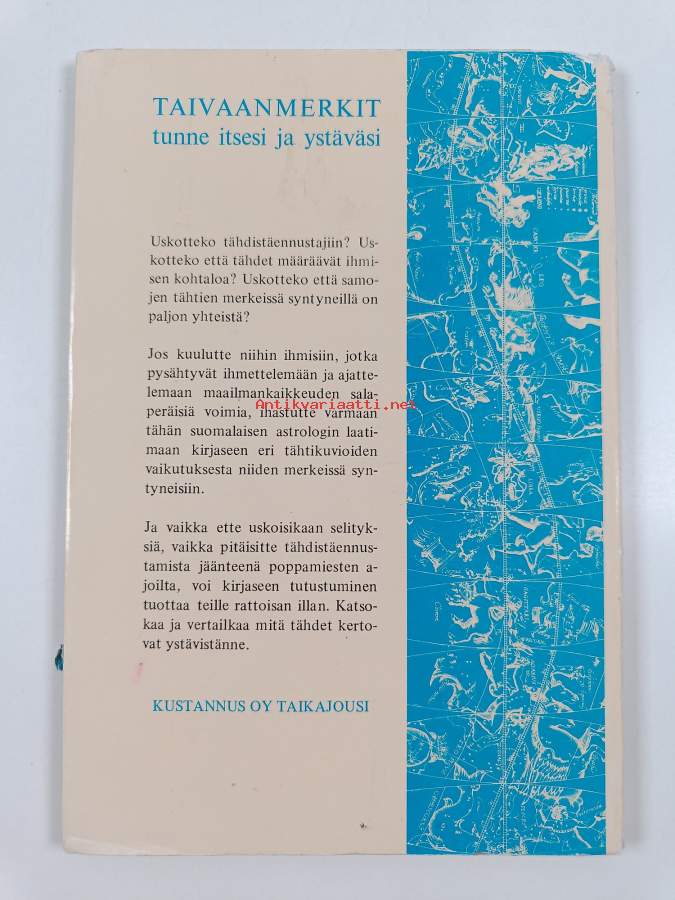 TAIVAANMERKIT
tunne itsesi ja ystäväsi
Uskotteko tähdistäennustajiin? Us-
kotteko että tähdet määräävät ihmi-
sen kohtaloa? Uskotteko että samo-
jen tähtien merkeissä syntyneillä on
paljon yhteistä?
Jos kuulutte niihin ihmisiin, jotka
pysähtyvät ihmettelemään ja ajatte-
lemaan maailmankaikkeuden sala-
peräisiä voimia, ihastutte varmaan
Antikvariaatti.net
tähän suomalaisen astrologin laati-
maan kirjaseen eri tähtikuvioiden
vaikutuksesta niiden merkeissä syn-
tyneisiin.
Ja vaikka ette uskoisikaan selityk-
siä, vaikka pitäisitte tähdistäennus-
tamista jäänteenä poppamiesten a-
joilta, voi kirjaseen tutustuminen
tuottaa teille rattoisan illan. Katso-
kaa ja vertailkaa mitä tähdet kerto-
vat ystävistänne.
KUSTANNUS OY TAIKAJOUSI